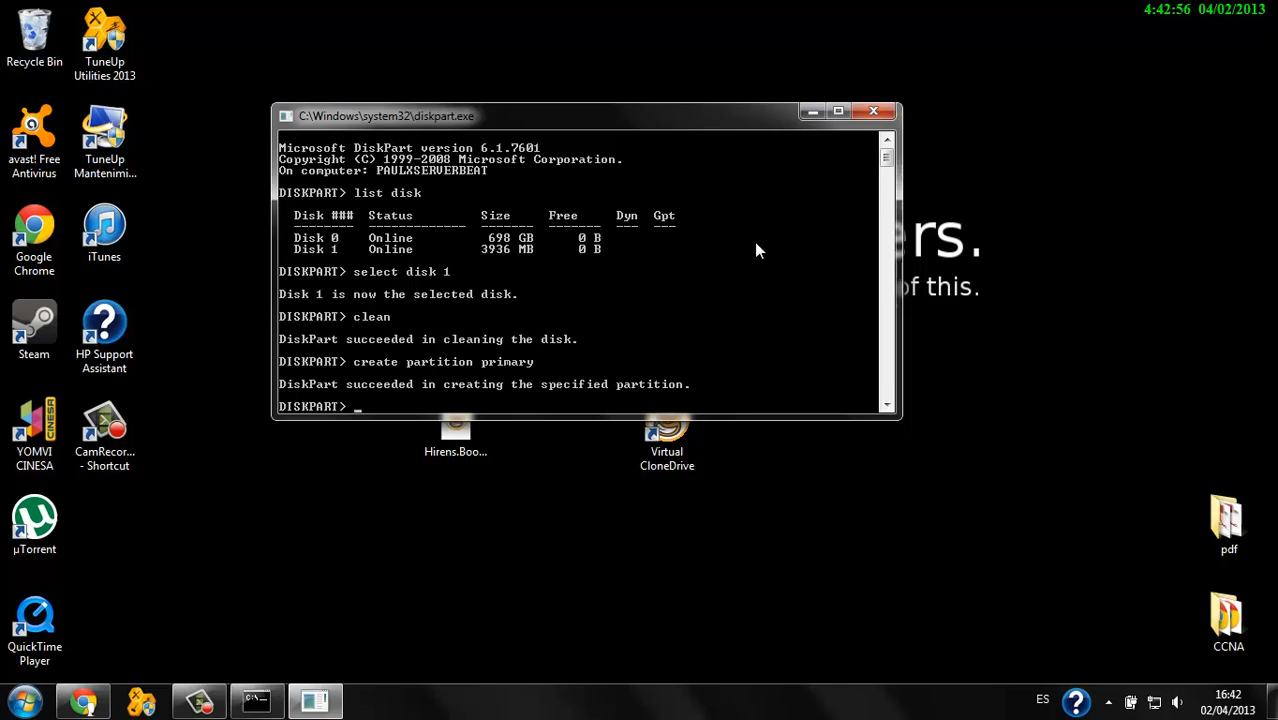 4:42:56 04/02/2013
Recycle Bin
TuneUp
Utilities 2013
avast! Free
Antivirus
TuneUp
Mantenimi...
Google
Chrome
iTunes
Steam
HP Support
Assistant
YOMVI
CINESA
CamRecor...
- Shortcut
µTorrent
QuickTime
Player
C:\Windows\system32\diskpart.exe
Microsoft DiskPart version 6.1.7601
Copyright (C) 1999-2008 Microsoft Corporation.
On computer: PAULXSERVERBEAT
DISKPART> list disk
Disk ### Status Size Free Dyn Gpt
-------- ------------- ------- ------- --- ---
Disk 0 Online 698 GB 0 B
Disk 1 Online 3936 MB 0 B
DISKPART> select disk 1
Disk 1 is now the selected disk.
DISKPART> clean
DiskPart succeeded in cleaning the disk.
DISKPART> create partition primary
DiskPart succeeded in creating the specified partition.
DISKPART> _
ers.
of this.
Hirens.Boo...
Virtual
CloneDrive
pdf
CCNA
YOMVI
CINESA
C:\_
ES
?
16:42
02/04/2013